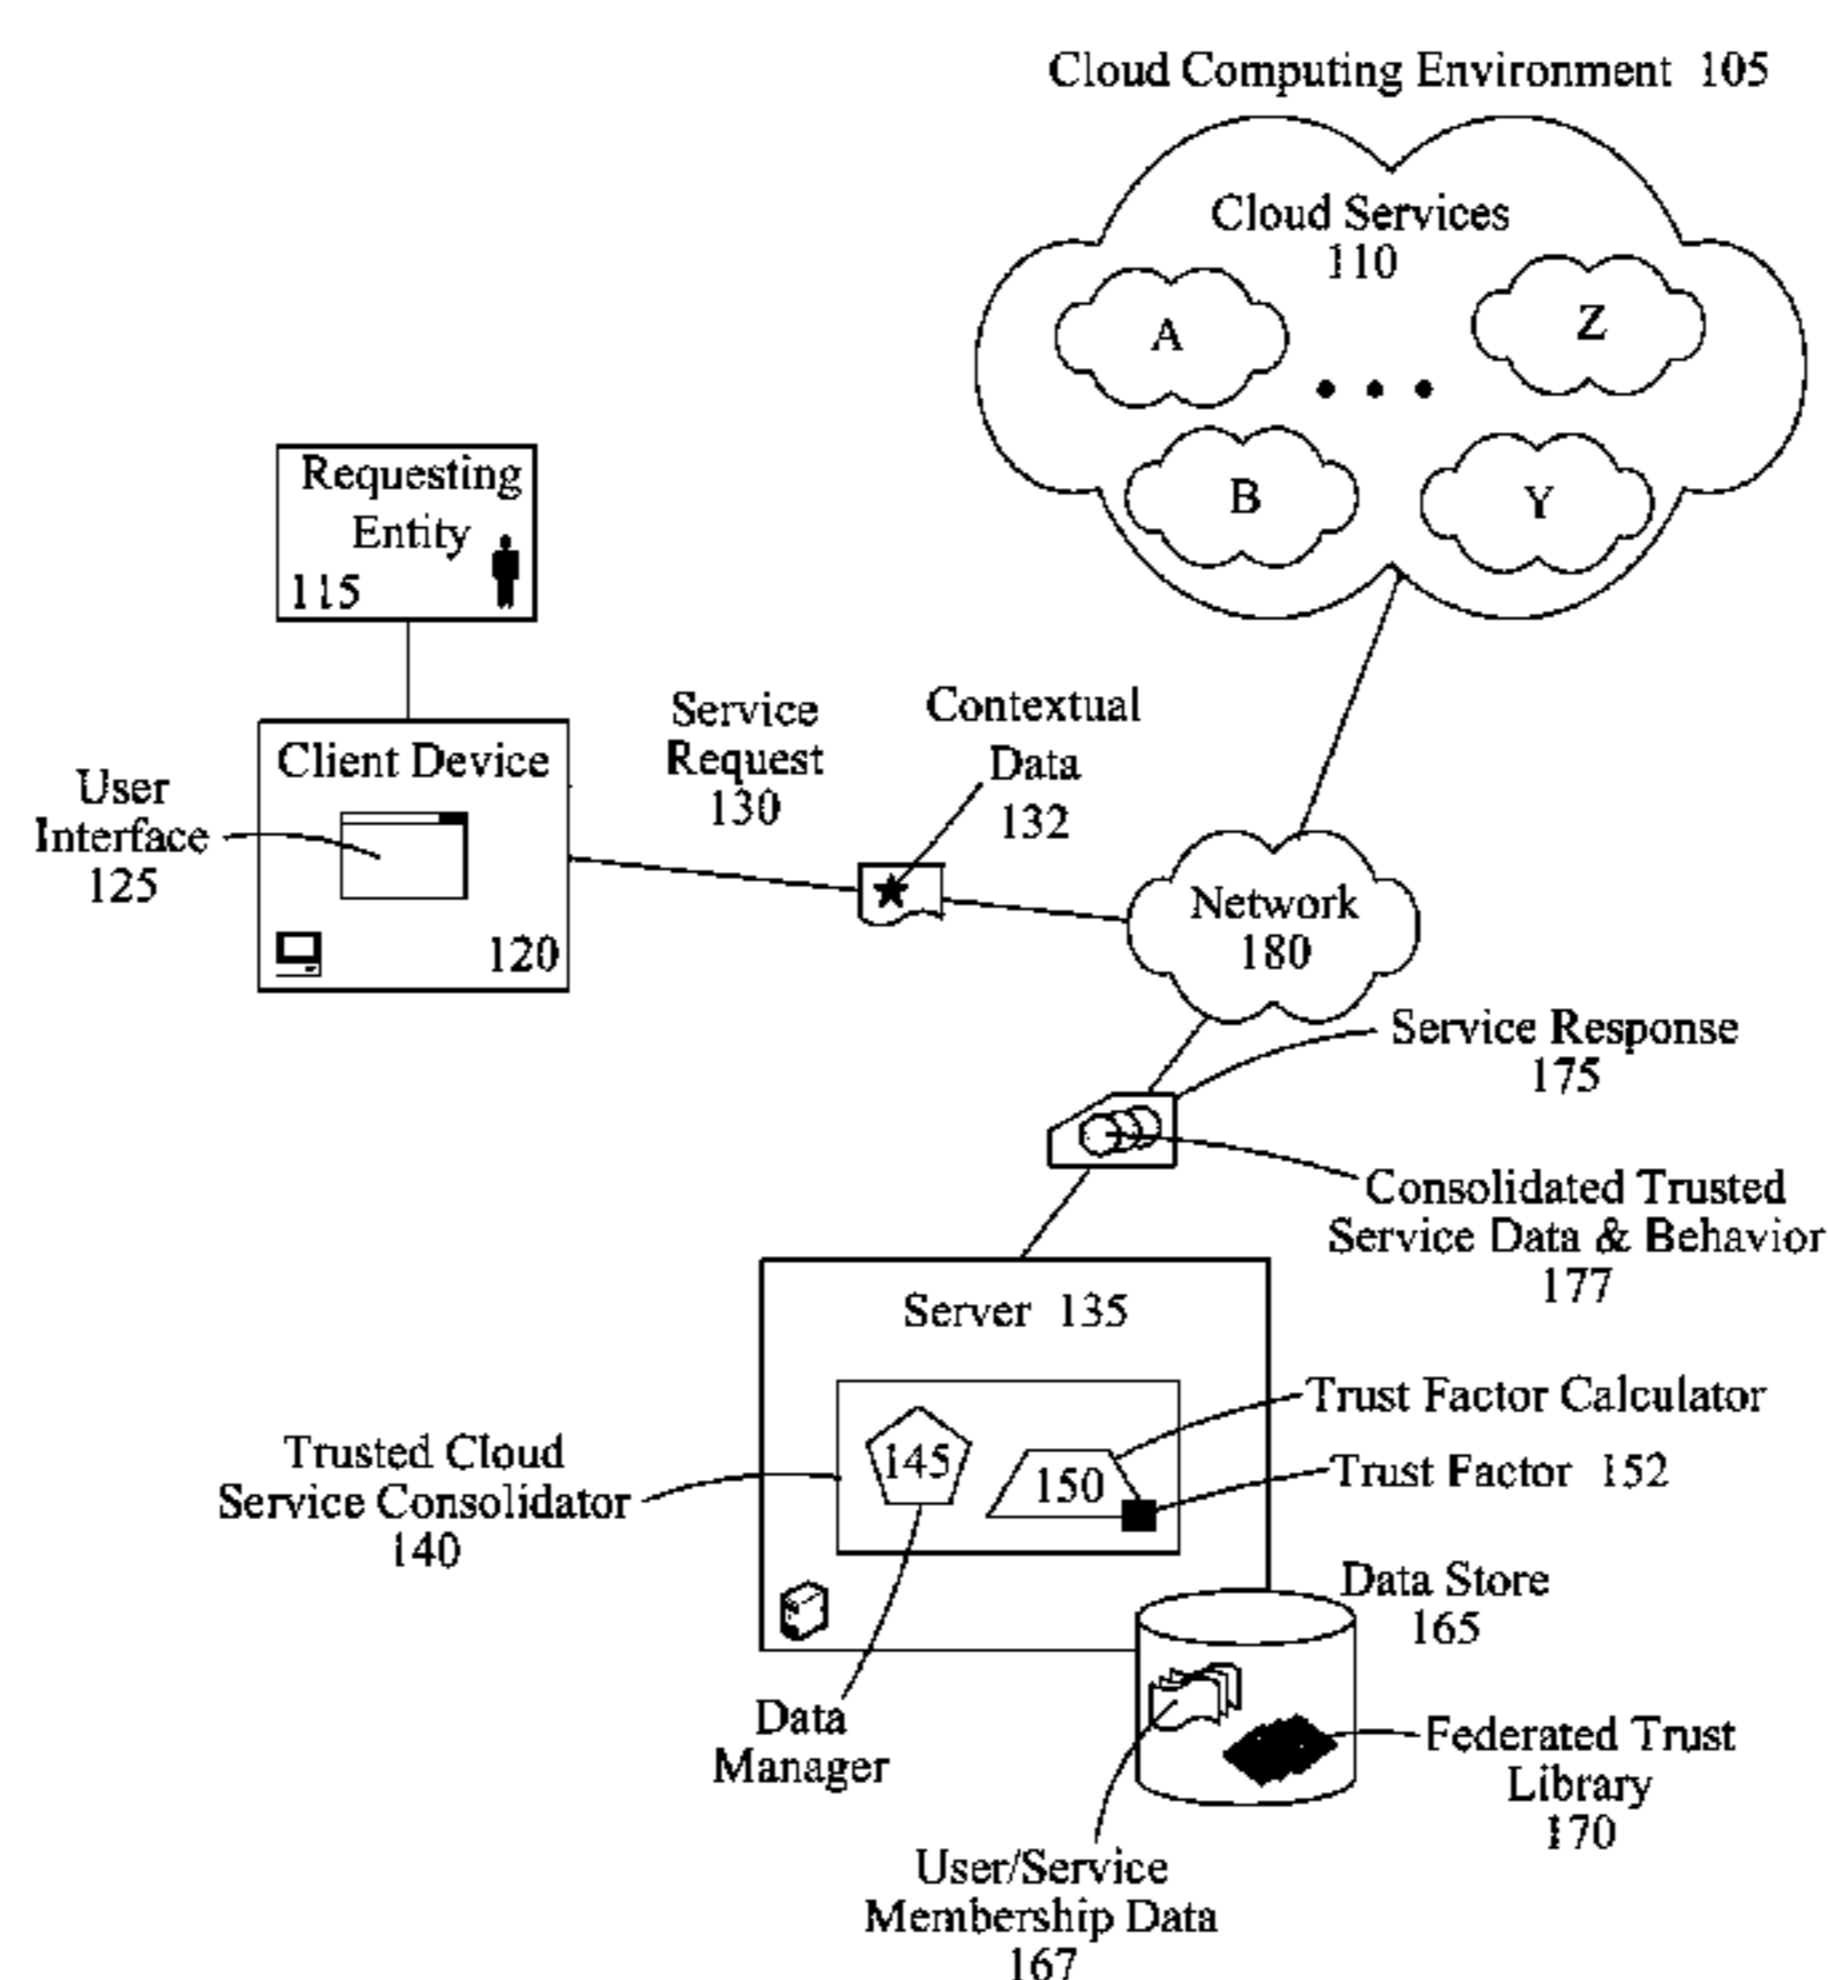 Cloud Computing Environment 105
Cloud Services
110
A
Z
B
Y
Requesting
Entity
115
Client Device
120
User
Interface
125
Service
Request
130
Contextual
Data
132
Network
180
Service Response
175
Consolidated Trusted
Service Data & Behavior
177
Server 135
145
150
Trust Factor Calculator
Trust Factor 152
Trusted Cloud
Service Consolidator
140
Data Store
165
Data
Manager
Federated Trust
Library
170
User/Service
Membership Data
167